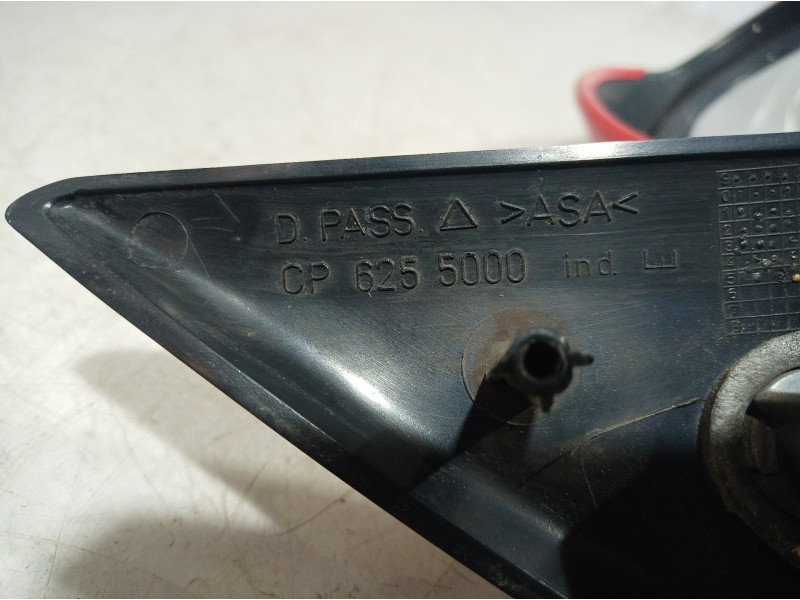 D. PASS. △ >ASA<
CP 625 5000 ind. E